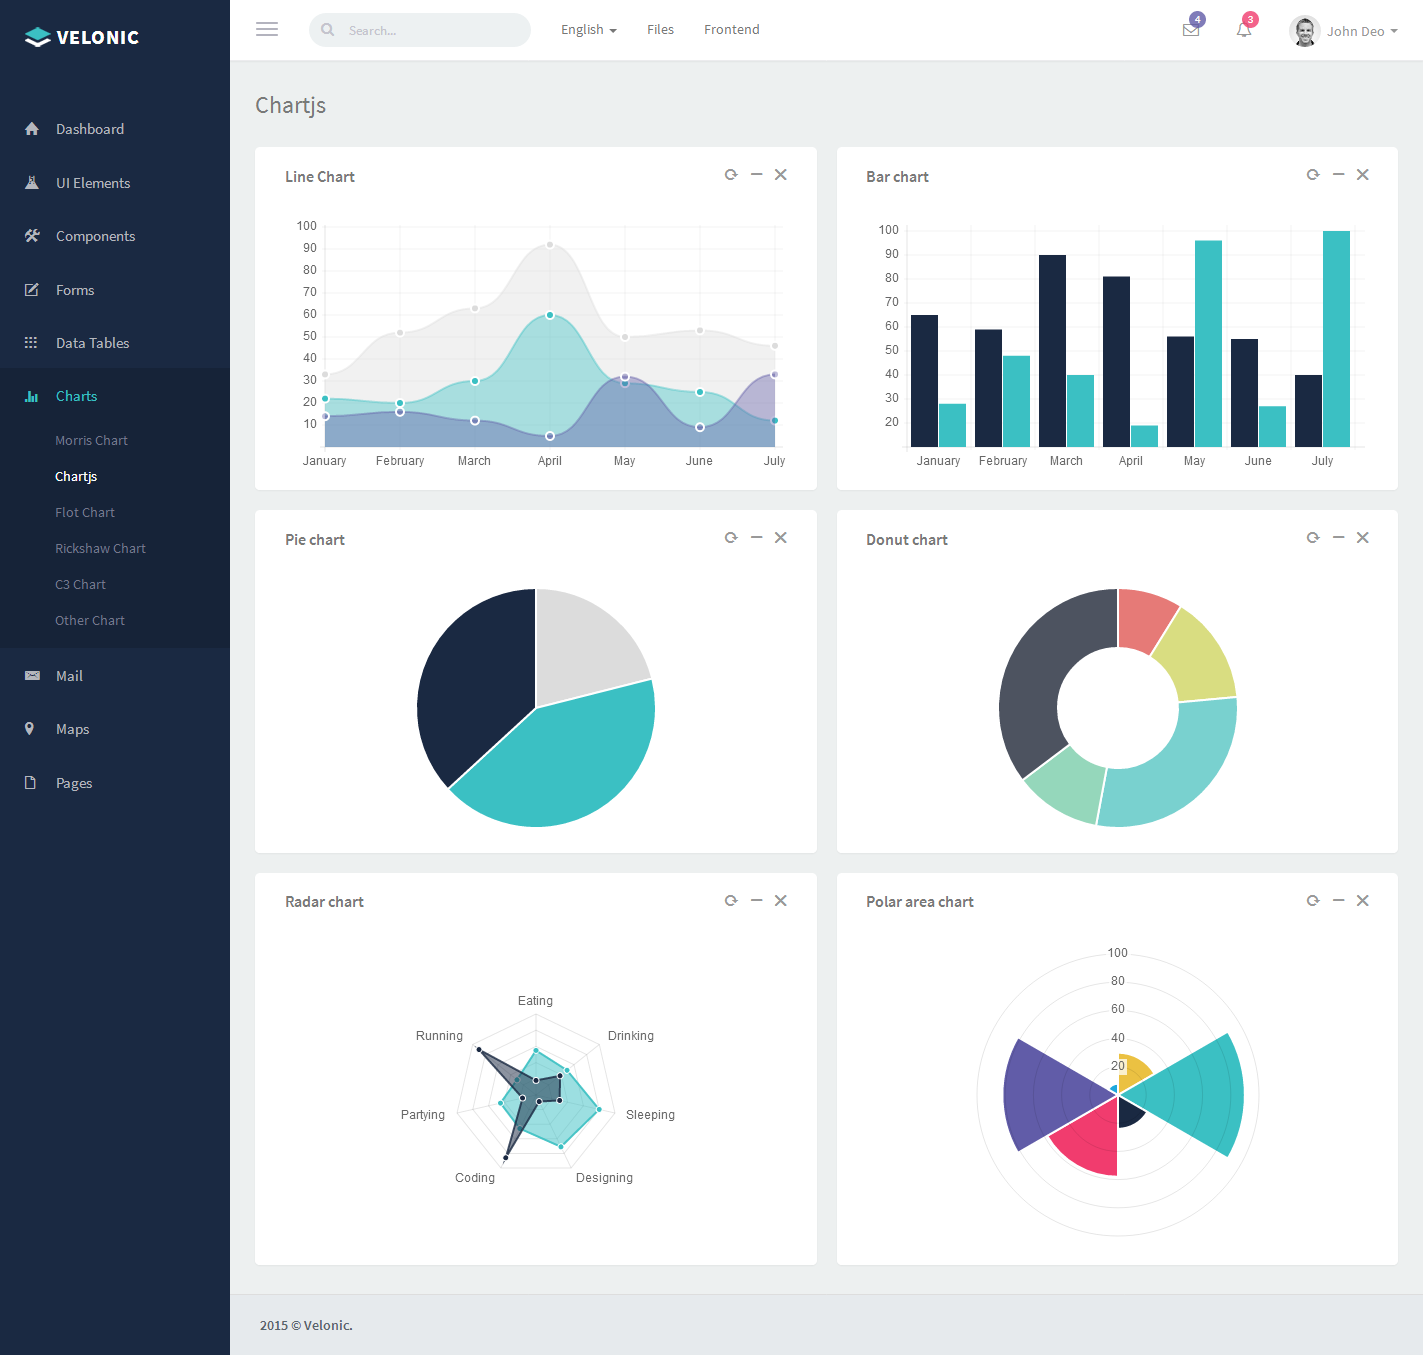 VELONIC
Search...
English
Files
Frontend
4
3
John Deo
Dashboard
UI Elements
Components
Forms
Data Tables
Charts
Morris Chart
Chartjs
Flot Chart
Rickshaw Chart
C3 Chart
Other Chart
Mail
Maps
Pages
Chartjs
Line Chart
100
90
80
70
60
50
40
30
20
10
January February March April May June July
Bar chart
100
90
80
70
60
50
40
30
20
January February March April May June July
Pie chart
Donut chart
Radar chart
Eating
Running
Drinking
Partying
Sleeping
Coding
Designing
Polar area chart
100
80
60
40
20
2015 © Velonic.